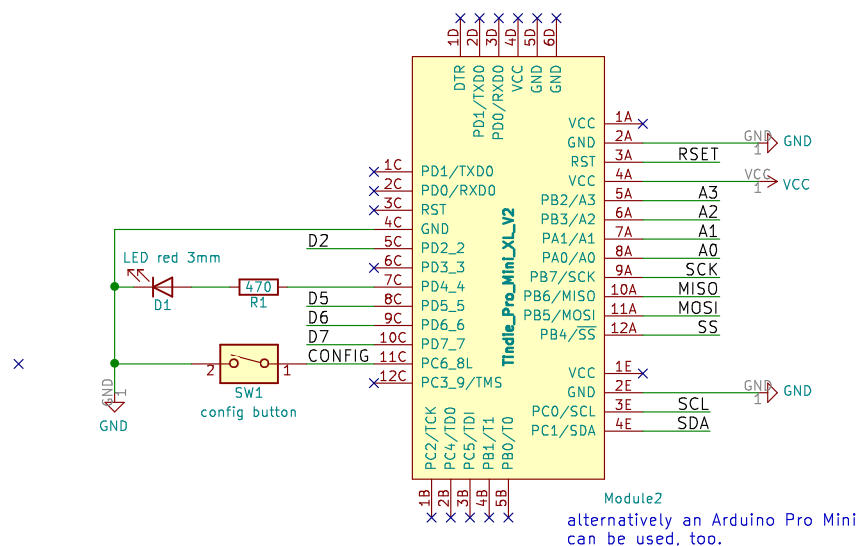 1D 2D 3D 4D 5D 6D
DTR PD1/TXD0 PD0/RXD0 VCC GND GND
Tindie_Pro_Mini_XL_V2
1C PD1/TXD0
2C PD0/RXD0
3C RST
4C GND
D2 5C PD2_2
6C PD3_3
7C PD4_4
D5 8C PD5_5
D6 9C PD6_6
D7 10C PD7_7
CONFIG 11C PC6_8L
12C PC3_9/TMS
LED red 3mm
D1
470
R1
2 1
SW1
config button
GND 1
GND
VCC 1A
GND 2A GND 1 GND
RST 3A RSET
VCC 4A VCC 1 VCC
PB2/A3 5A A3
PB3/A2 6A A2
PA1/A1 7A A1
PA0/A0 8A A0
PB7/SCK 9A SCK
PB6/MISO 10A MISO
PB5/MOSI 11A MOSI
PB4/SS 12A SS
VCC 1E
GND 2E GND 1 GND
PC0/SCL 3E SCL
PC1/SDA 4E SDA
PC2/TCK PC4/TDO PC5/TDI PB1/T1 PB0/T0
1B 2B 3B 4B 5B
Module2
alternatively an Arduino Pro Mini
can be used, too.